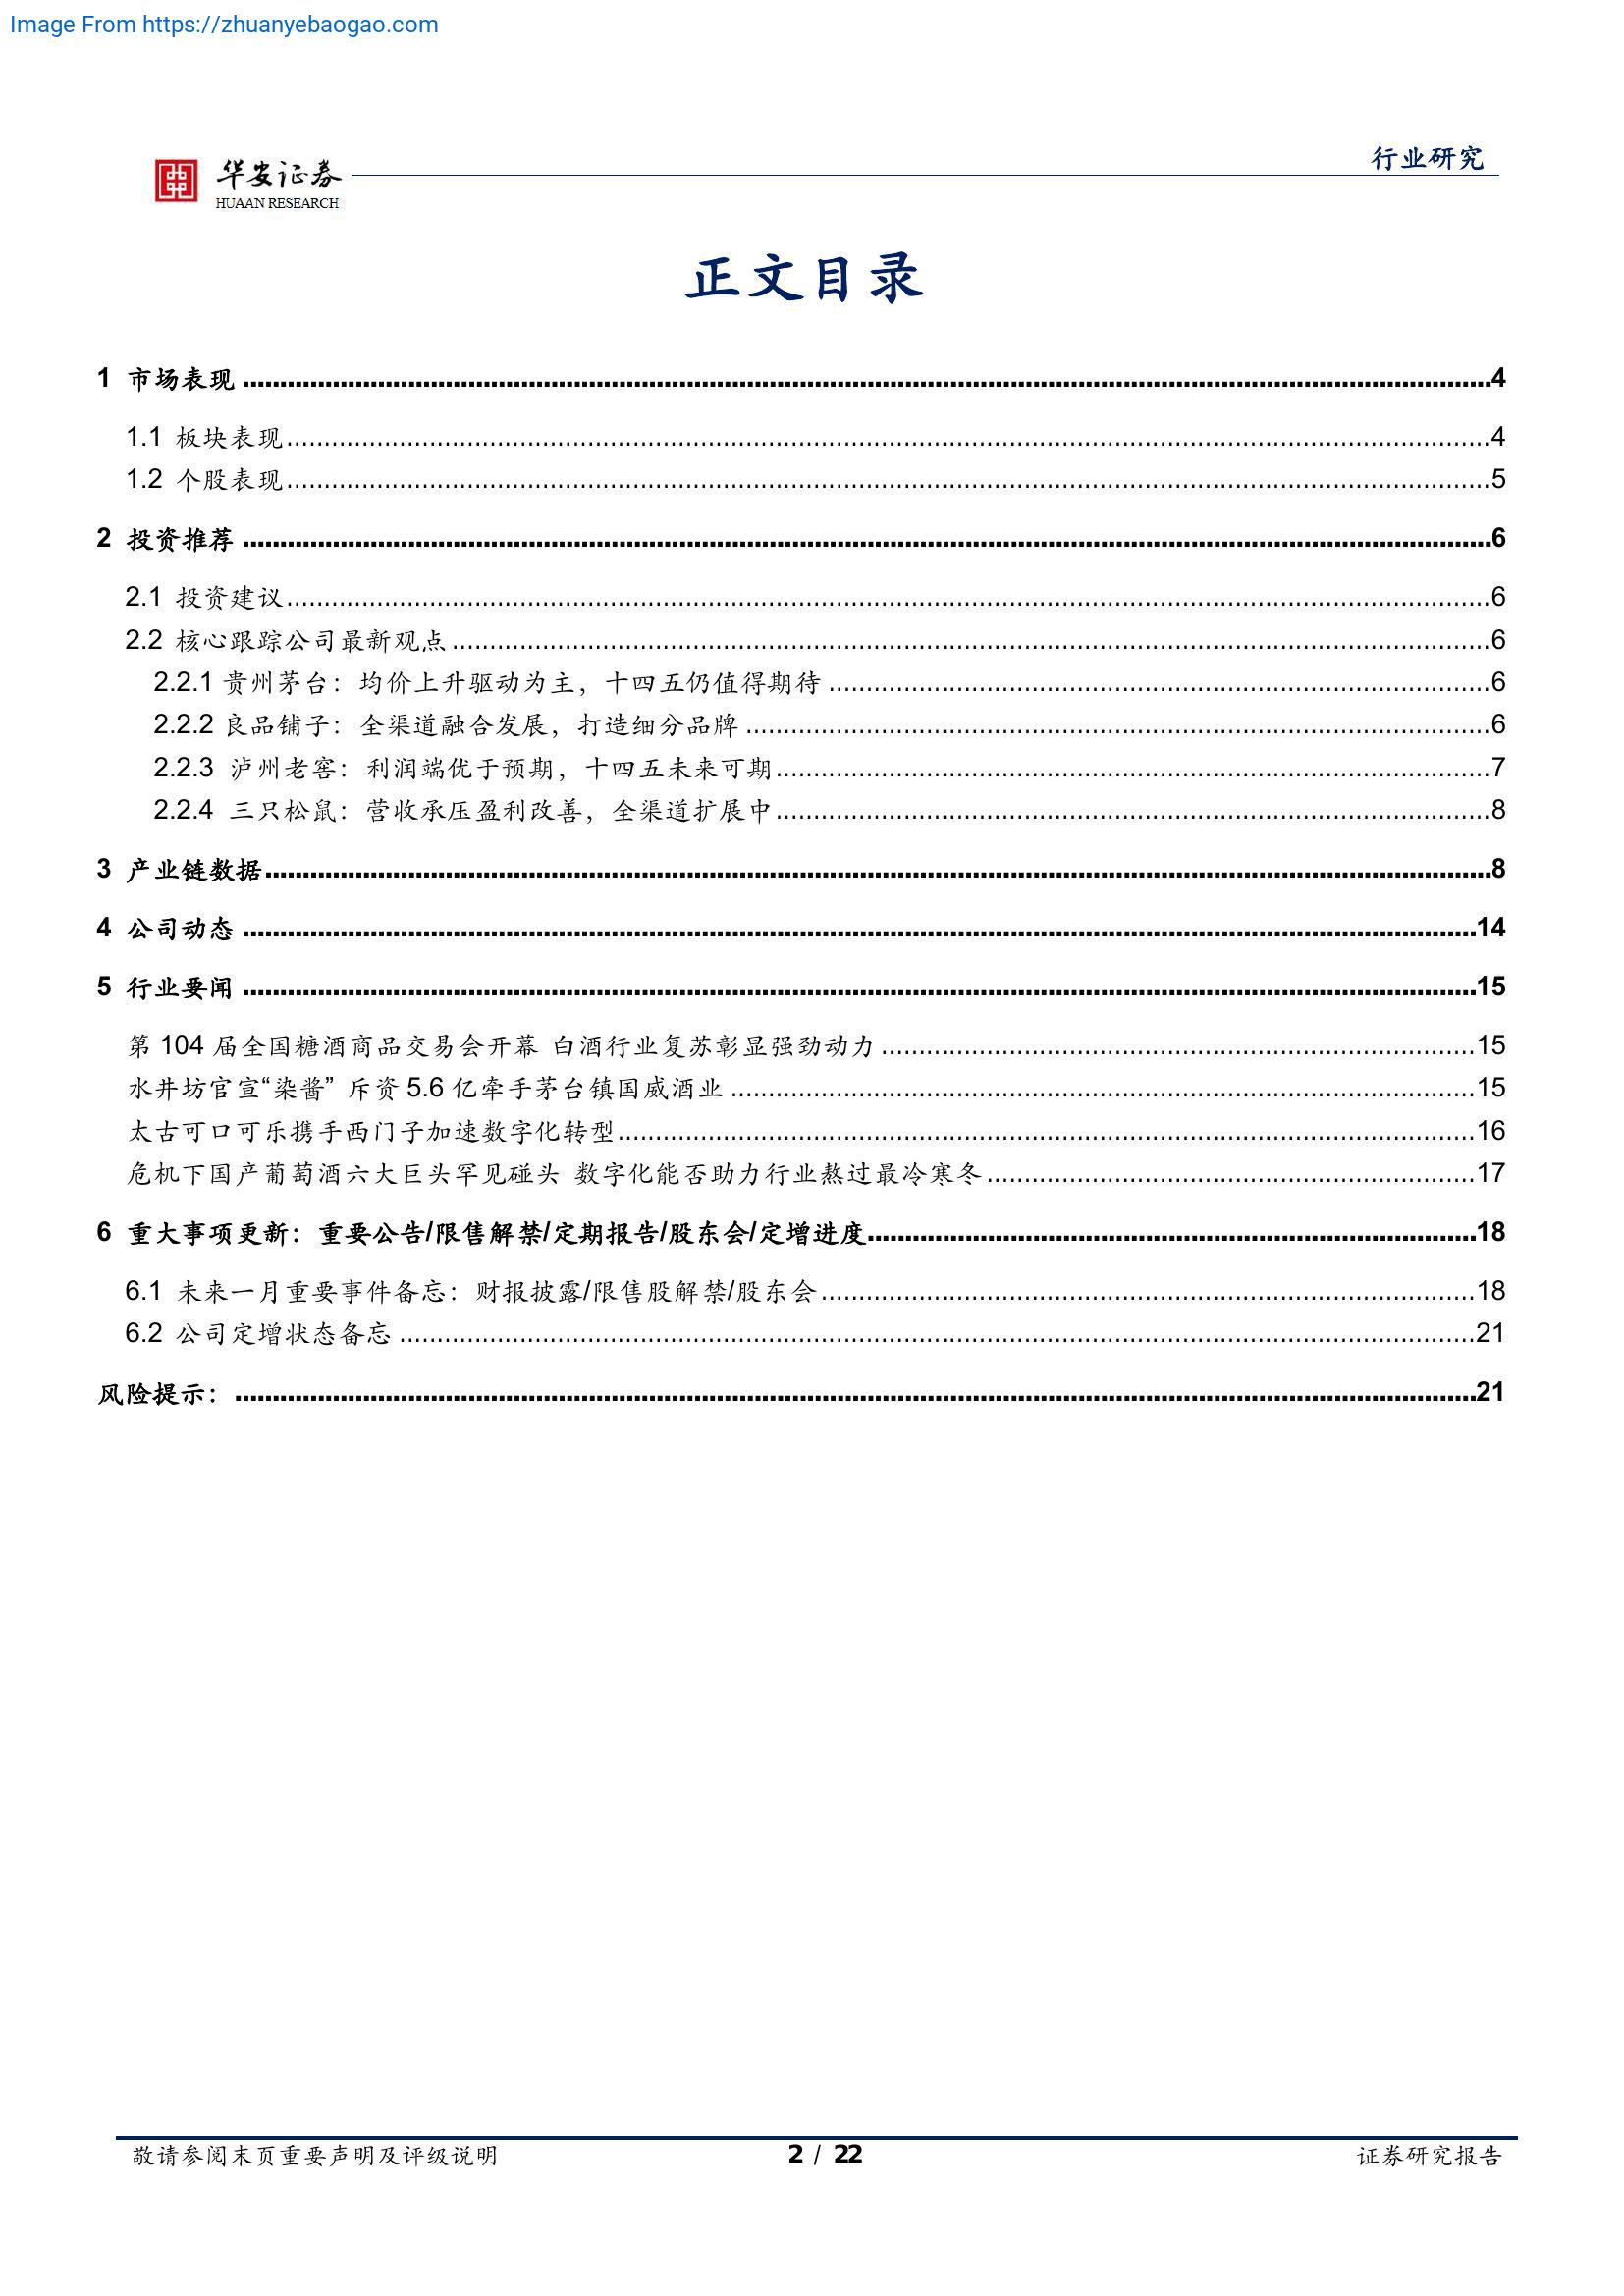 Image From https://zhuanyebaogao.com
行业研究
华安证券
HUAAN RESEARCH
正文目录
1 市场表现 ........ 4
1.1 板块表现 ........ 4
1.2 个股表现 ........ 5
2 投资推荐 ........ 6
2.1 投资建议 ........ 6
2.2 核心跟踪公司最新观点 ........ 6
2.2.1 贵州茅台：均价上升驱动为主，十四五仍值得期待 ........ 6
2.2.2 良品铺子：全渠道融合发展，打造细分品牌 ........ 6
2.2.3 泸州老窖：利润端优于预期，十四五未来可期 ........ 7
2.2.4 三只松鼠：营收承压盈利改善，全渠道扩展中 ........ 8
3 产业链数据 ........ 8
4 公司动态 ........ 14
5 行业要闻 ........ 15
第 104 届全国糖酒商品交易会开幕 白酒行业复苏彰显强劲动力 ........ 15
水井坊官宣“染酱” 斥资 5.6 亿牵手茅台镇国威酒业 ........ 15
太古可口可乐携手西门子加速数字化转型 ........ 16
危机下国产葡萄酒六大巨头罕见碰头 数字化能否助力行业熬过最冷寒冬 ........ 17
6 重大事项更新：重要公告/限售解禁/定期报告/股东会/定增进度 ........ 18
6.1 未来一月重要事件备忘：财报披露/限售股解禁/股东会 ........ 18
6.2 公司定增状态备忘 ........ 21
风险提示： ........ 21
敬请参阅末页重要声明及评级说明 2 / 22 证券研究报告